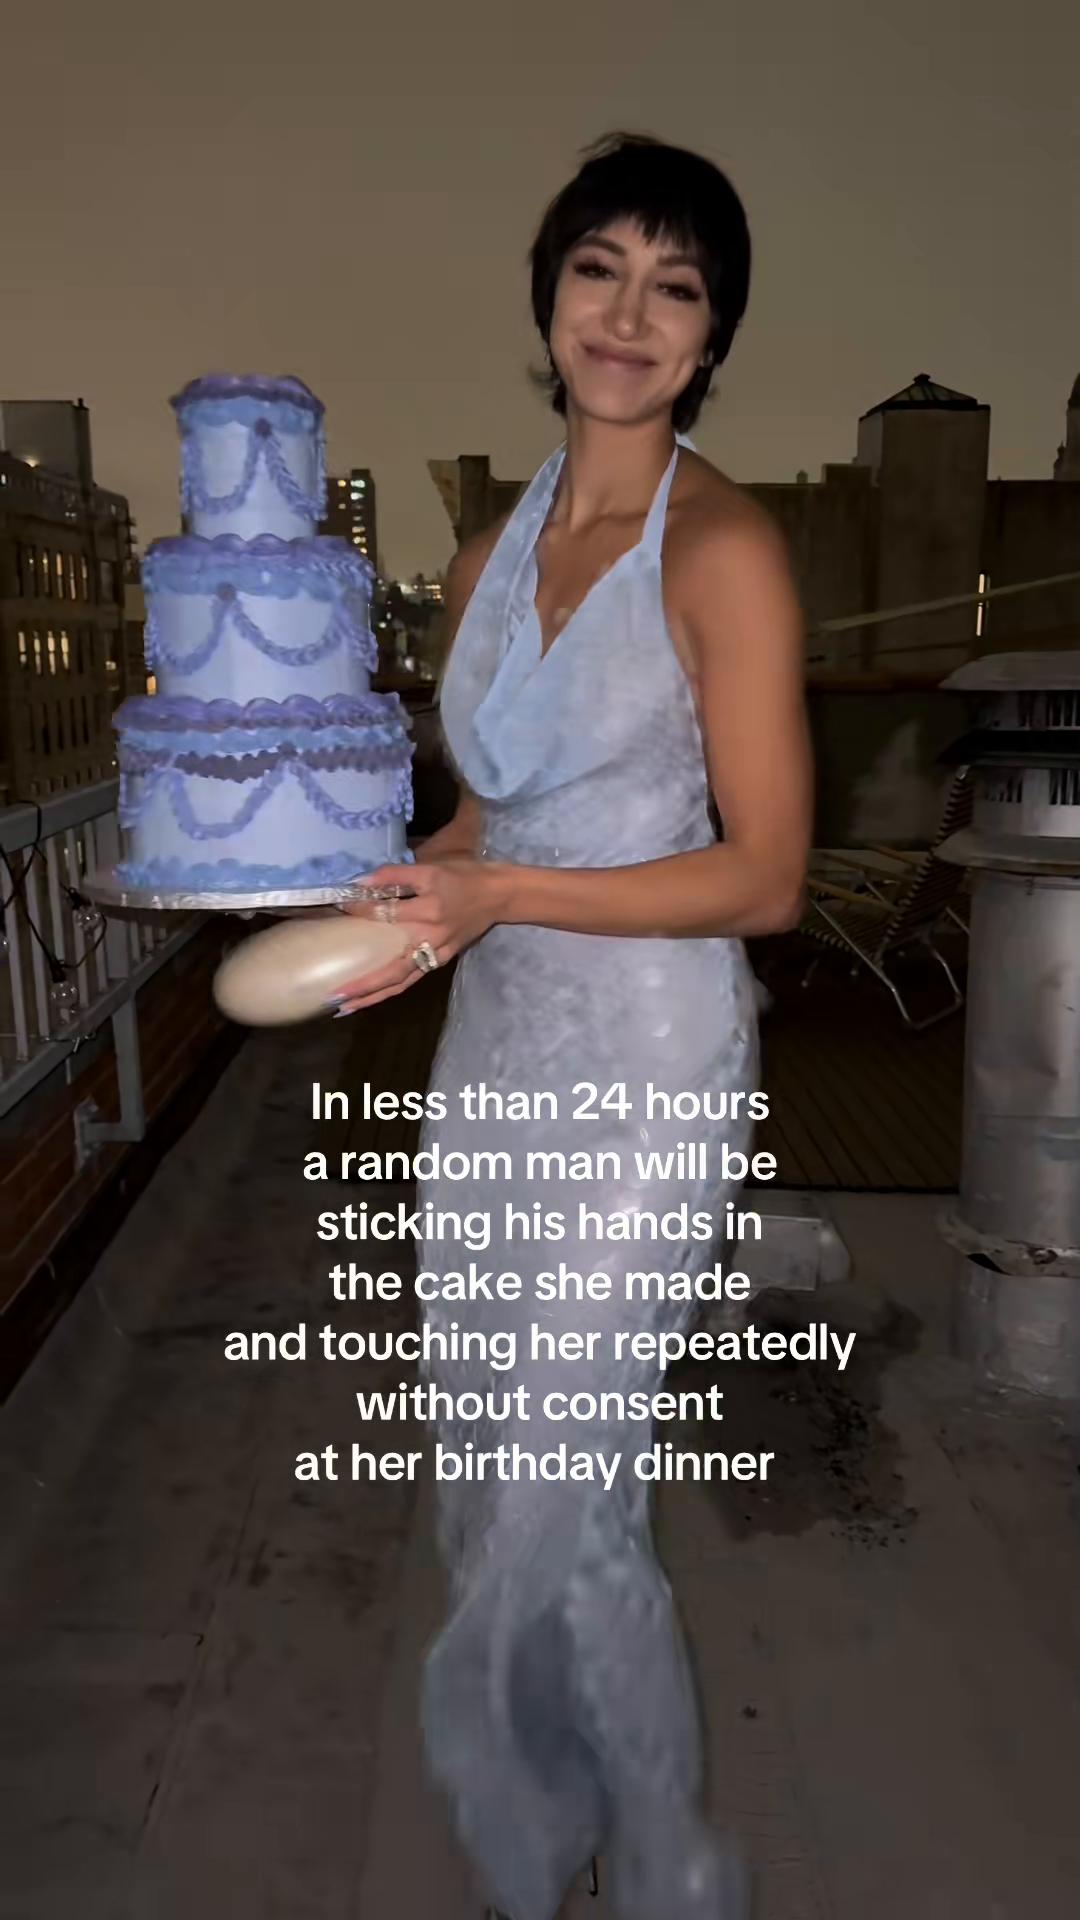 In less than 24 hours
a random man will be
sticking his hands in
the cake she made
and touching her repeatedly
without consent
at her birthday dinner